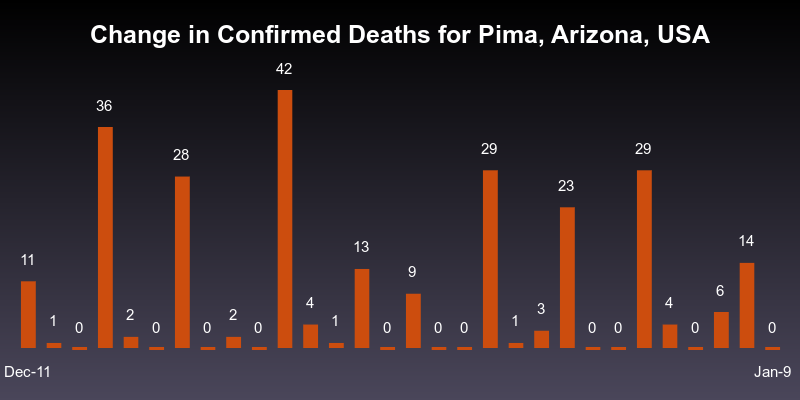 Change in Confirmed Deaths for Pima, Arizona, USA
11 1 0 36 2 0 28 0 2 0 42 4 1 13 0 9 0 0 29 1 3 23 0 0 29 4 0 6 14 0
Dec-11 Jan-9